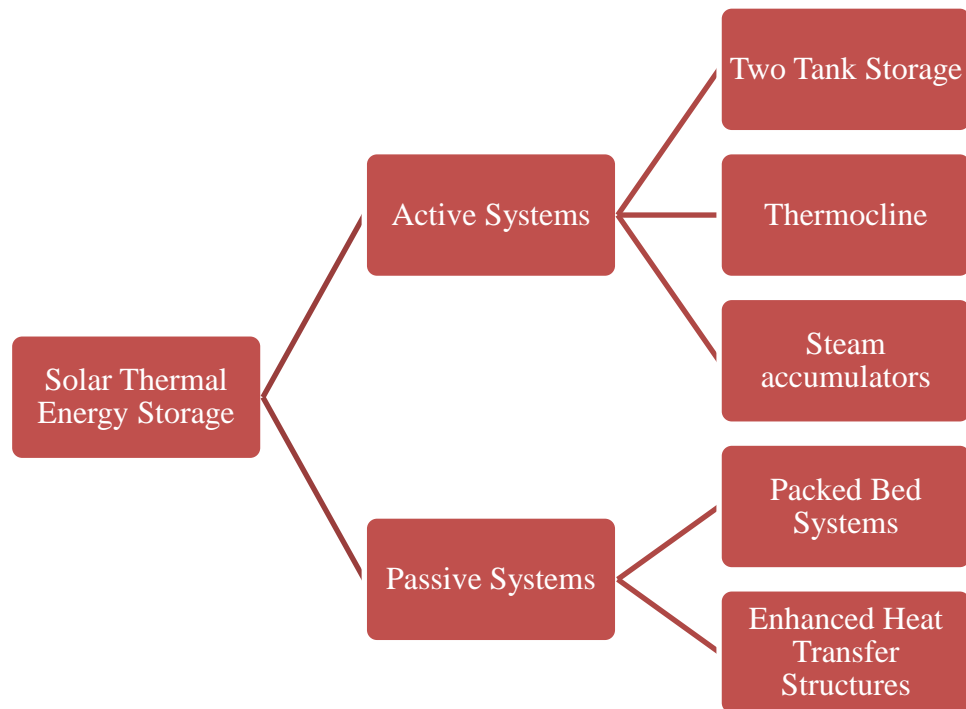 Solar Thermal
Energy Storage
Active Systems
Two Tank Storage
Thermocline
Steam
accumulators
Passive Systems
Packed Bed
Systems
Enhanced Heat
Transfer
Structures